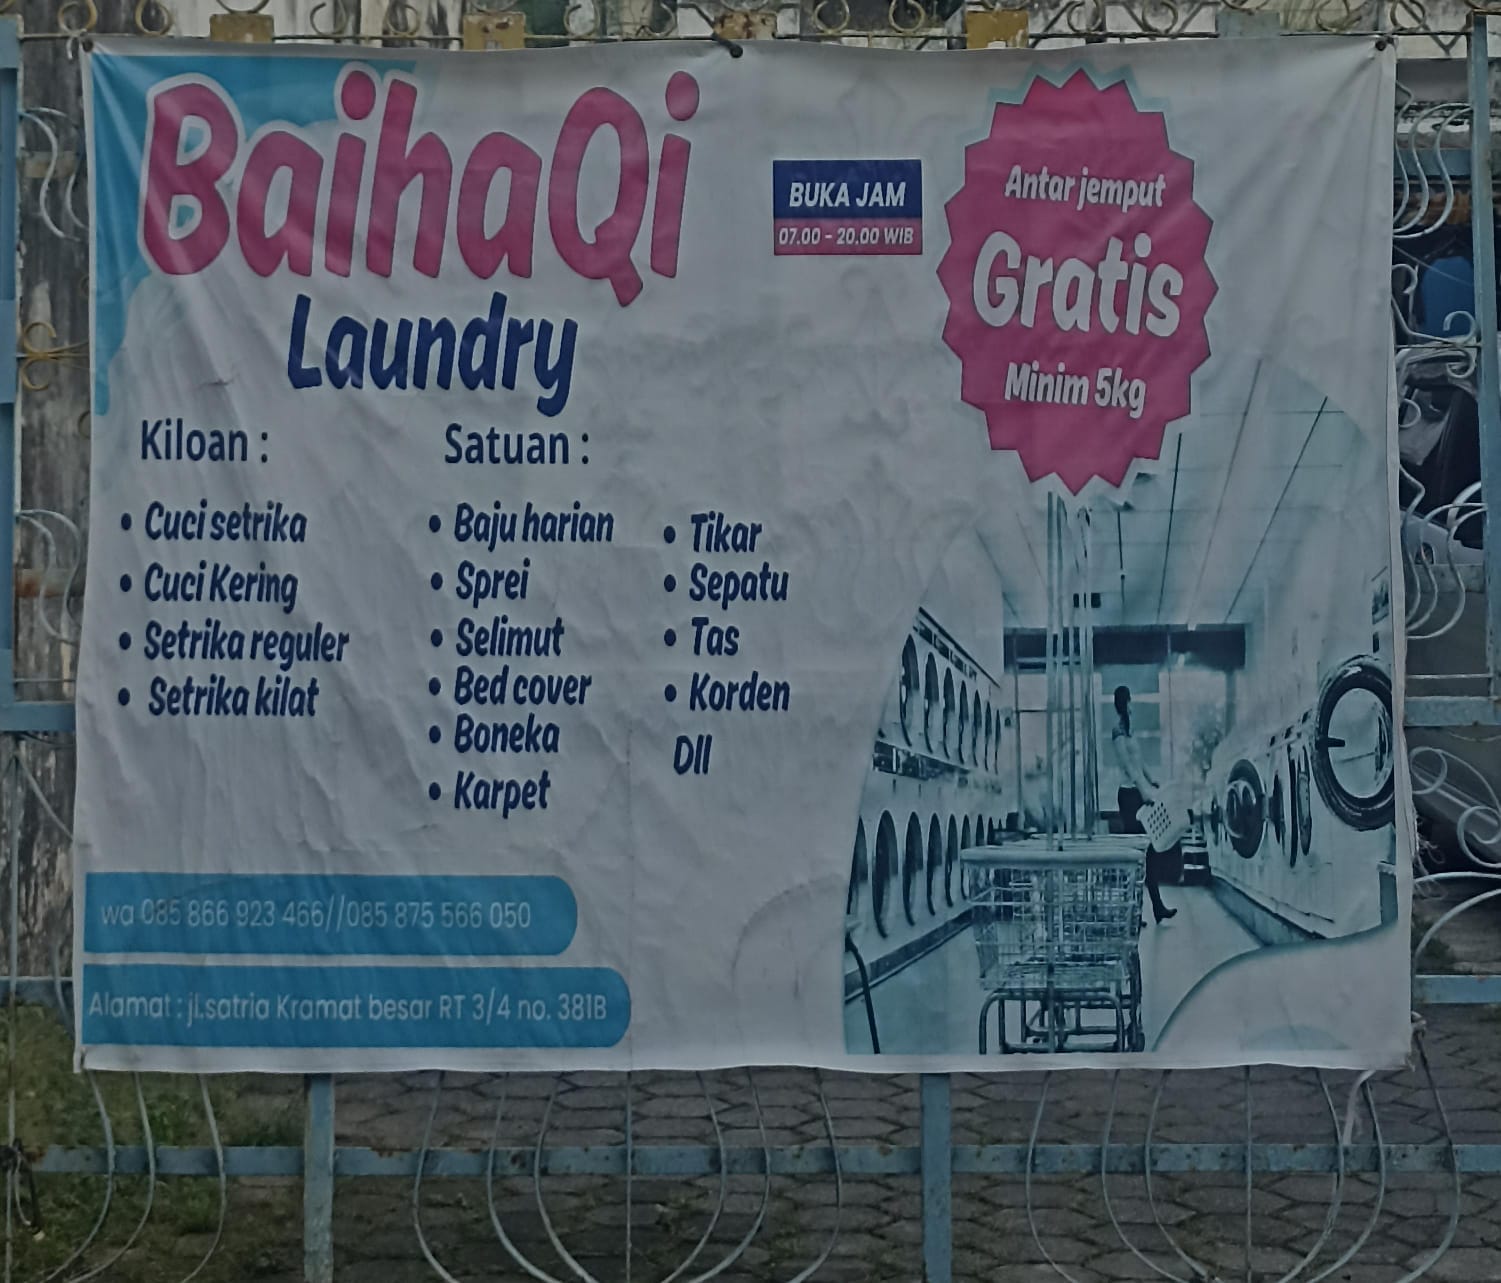 BaihaQi
Laundry
BUKA JAM
07.00 - 20.00 WIB
Antar jemput
Gratis
Minim 5kg
Kiloan :
• Cuci setrika
• Cuci Kering
• Setrika reguler
• Setrika kilat
Satuan :
• Baju harian
• Sprei
• Selimut
• Bed cover
• Boneka
• Karpet
• Tikar
• Sepatu
• Tas
• Korden
Dll
wa 085 866 923 466//085 875 566 050
Alamat : jl.satria Kramat besar RT 3/4 no. 381B